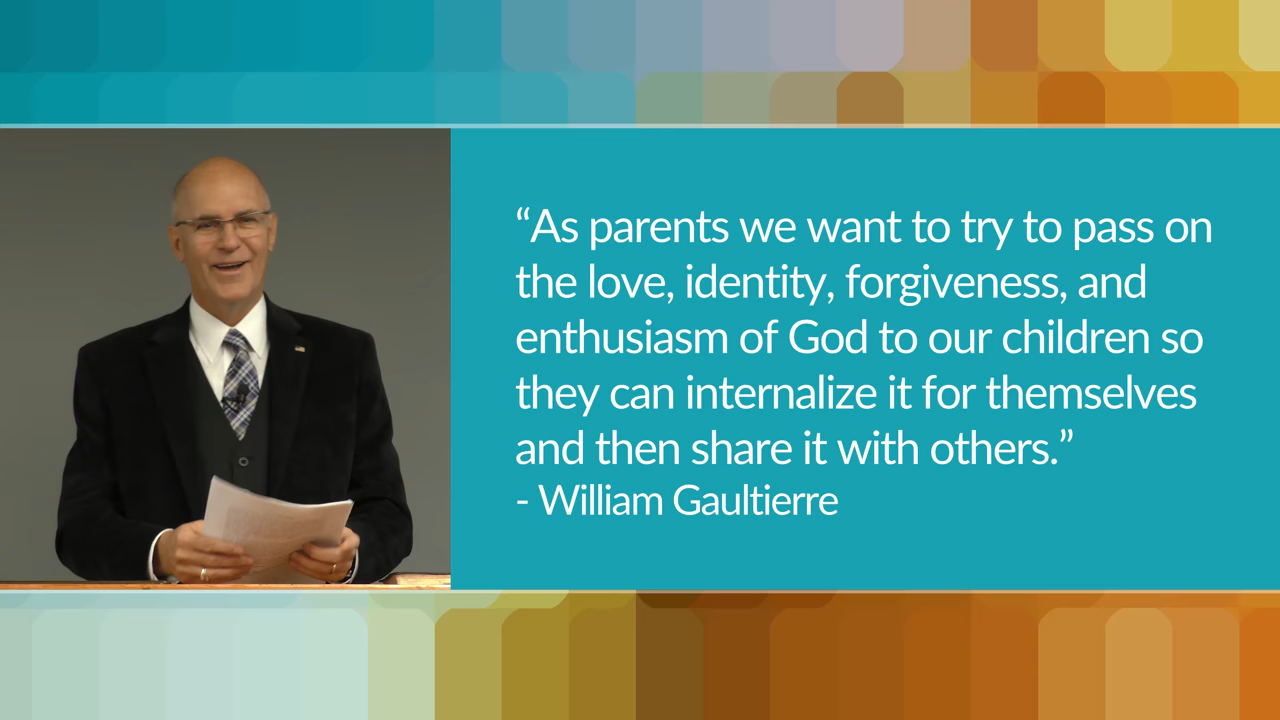 “As parents we want to try to pass on
the love, identity, forgiveness, and
enthusiasm of God to our children so
they can internalize it for themselves
and then share it with others.”
- William Gaultierre